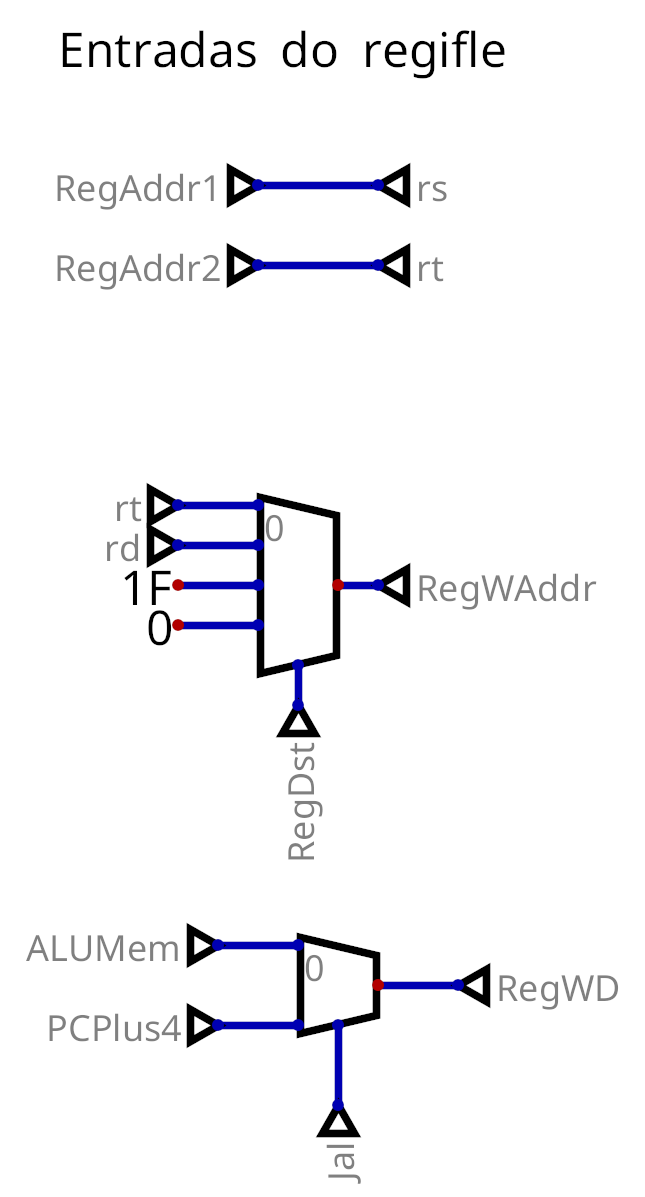 Entradas do regifle
RegAddr1 rs
RegAddr2 rt
rt
0
rd
1F RegWAddr
0
RegDst
ALUMem
0
RegWD
PCPlus4
Jal